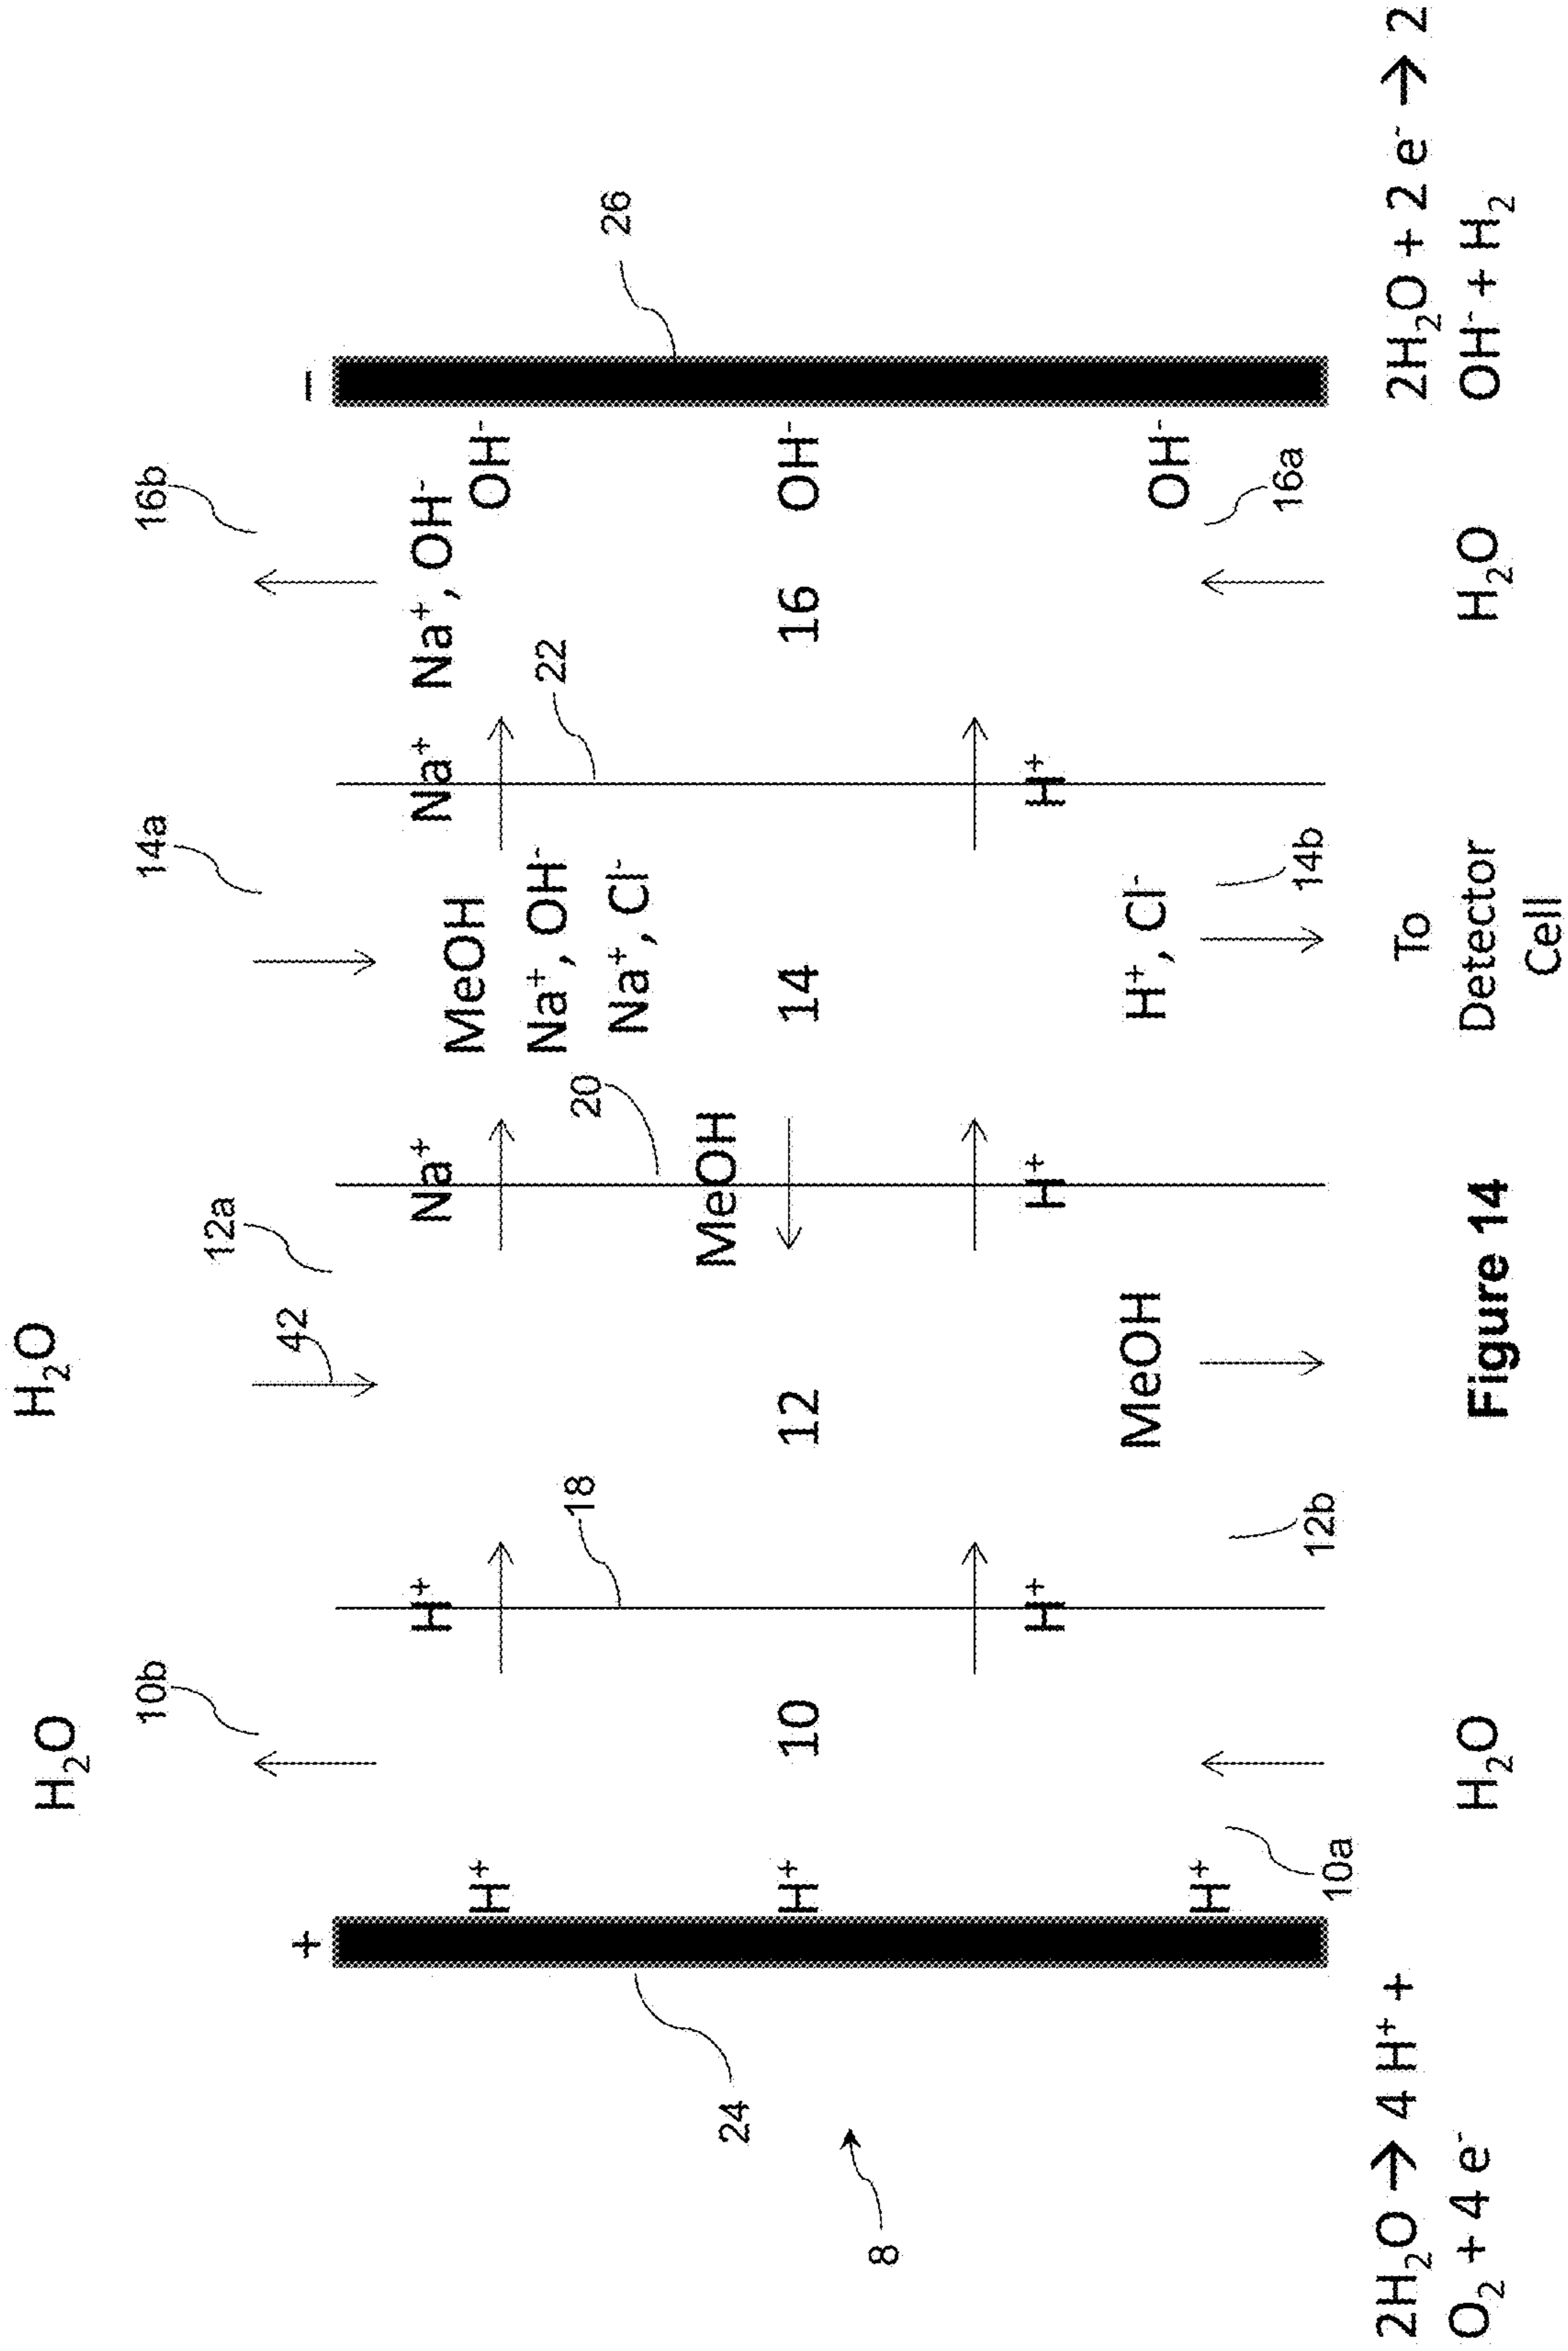 H₂O
H₂O
10b
14a
16b
12a
42
+
−
H⁺
Na⁺
Na⁺
Na⁺, OH⁻
MeOH
H⁺
OH⁻
Na⁺, OH⁻
22
18
20
26
Na⁺, Cl⁻
MeOH
24
H⁺
10
12
14
16
OH⁻
8
H⁺
H⁺
H⁺
MeOH
H⁺, Cl⁻
OH⁻
H⁺
10a
12b
14b
16a
2H₂O → 4 H⁺ +
O₂ + 4 e⁻
H₂O
To
Detector
Cell
H₂O
2H₂O + 2 e⁻ → 2
OH⁻ + H₂
Figure 14